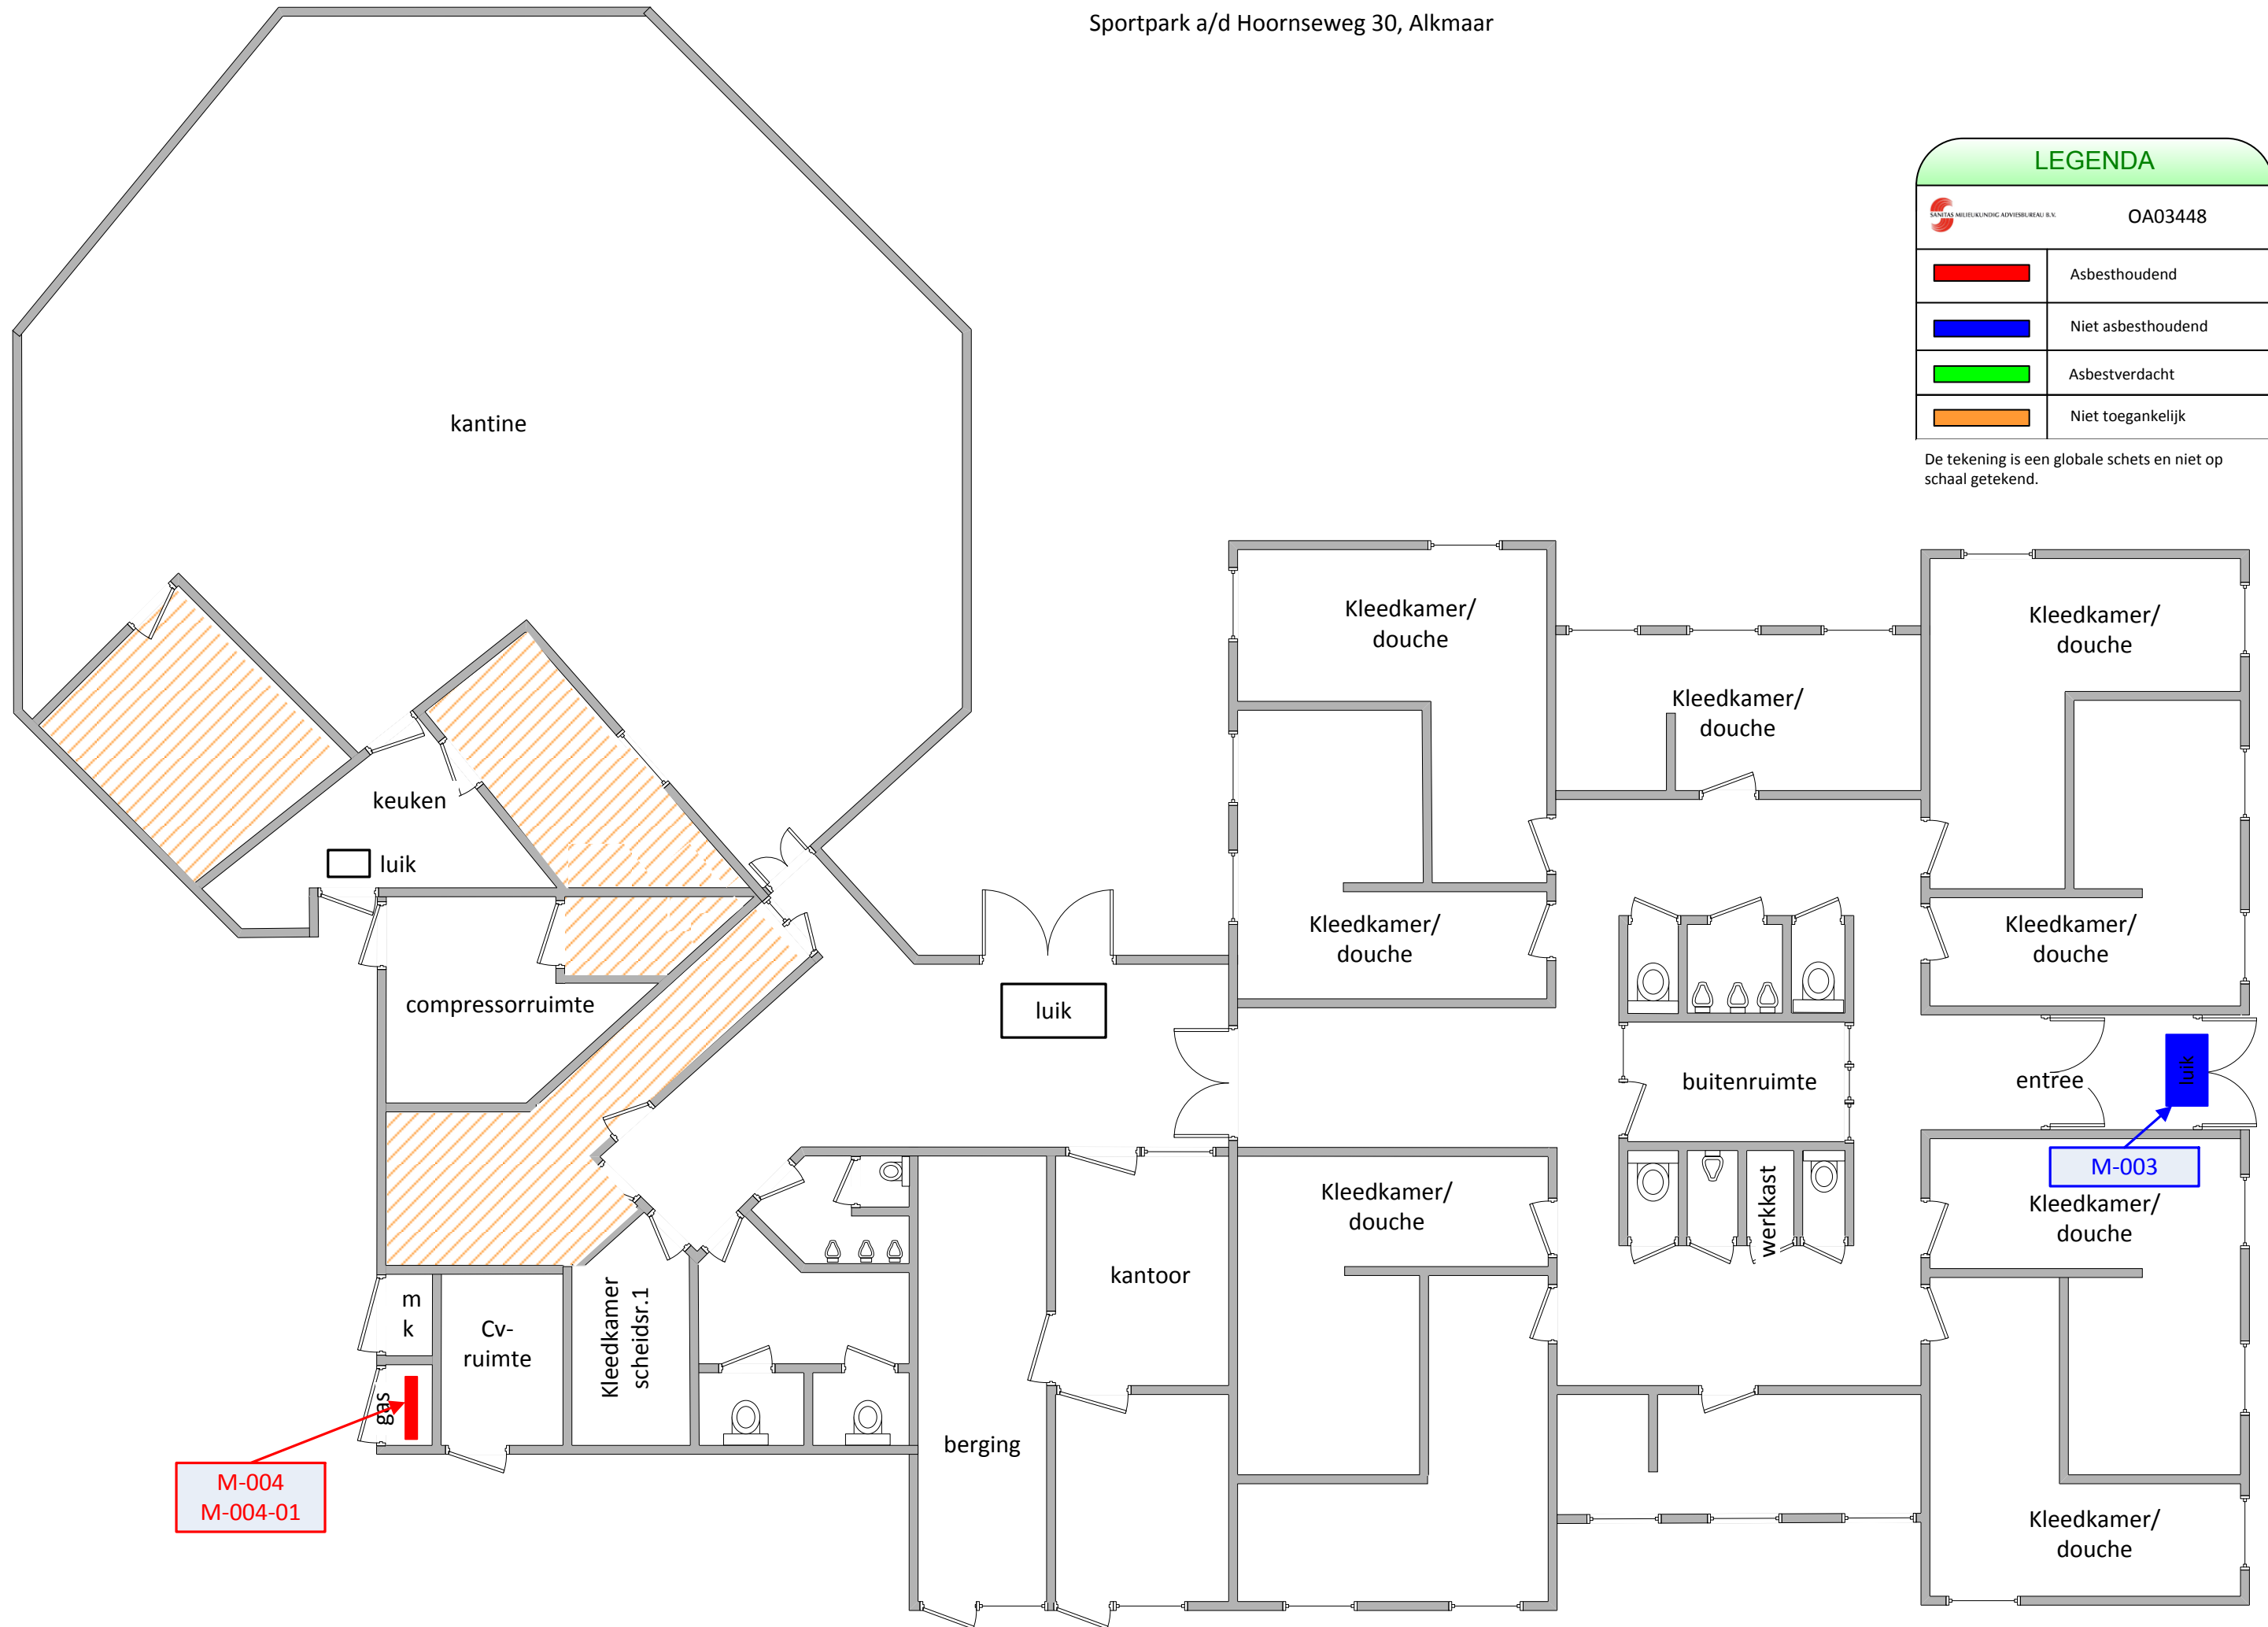 Sportpark a/d Hoornseweg 30, Alkmaar
LEGENDA
SANITAS MILIEUKUNDIG ADVIESBUREAU B.V.
OA03448
Asbesthoudend
Niet asbesthoudend
Asbestverdacht
Niet toegankelijk
De tekening is een globale schets en niet op
schaal getekend.
kantine
keuken
luik
compressorruimte
luik
Kleedkamer/
douche
Kleedkamer/
douche
Kleedkamer/
douche
Kleedkamer/
douche
Kleedkamer/
douche
buitenruimte
entree
luik
M-003
Kleedkamer/
douche
Kleedkamer/
douche
werkkast
kantoor
m
k
Cv-
ruimte
Kleedkamer
scheidsr.1
gas
berging
M-004
M-004-01
Kleedkamer/
douche